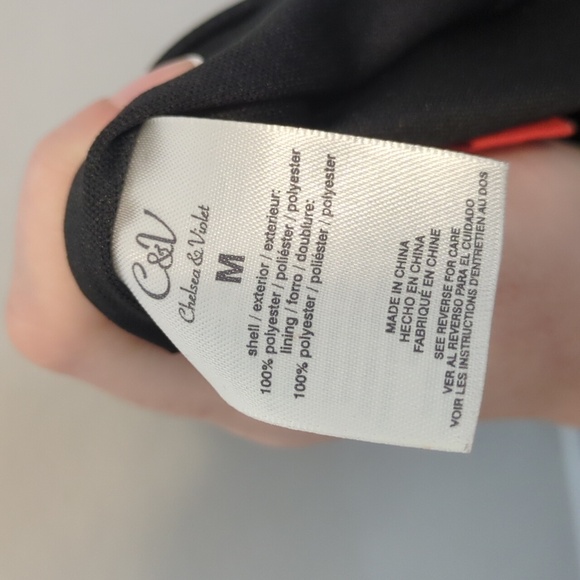 C&V
Chelsea & Violet
M
shell / exterior / exterieur:
100% polyester / poliéster / polyester
lining / forro / doublure:
100% polyester / poliéster / polyester
MADE IN CHINA
HECHO EN CHINA
FABRIQUÉ EN CHINE
SEE REVERSE FOR CARE
VER AL REVERSO PARA EL CUIDADO
VOIR LES INSTRUCTIONS D'ENTRETIEN AU DOS